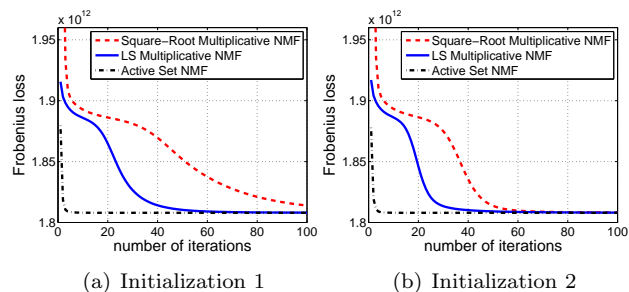 x 10^12
1.95
1.9
1.85
1.8
Frobenius loss
Square-Root Multiplicative NMF
LS Multiplicative NMF
Active Set NMF
0 20 40 60 80 100
number of iterations
(a) Initialization 1
x 10^12
1.95
1.9
1.85
1.8
Frobenius loss
Square-Root Multiplicative NMF
LS Multiplicative NMF
Active Set NMF
0 20 40 60 80 100
number of iterations
(b) Initialization 2